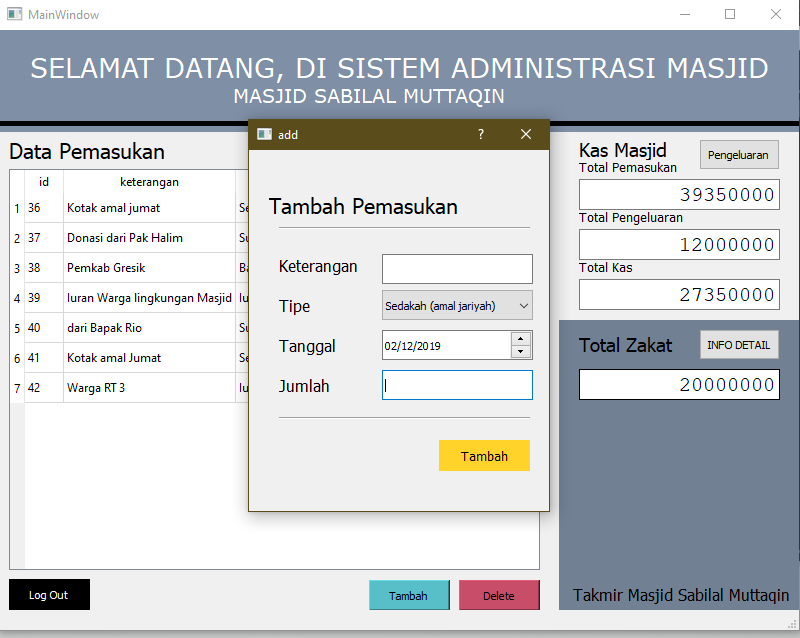 MainWindow
SELAMAT DATANG, DI SISTEM ADMINISTRASI MASJID
MASJID SABILAL MUTTAQIN
Data Pemasukan
id keterangan
1 36 Kotak amal jumat Se
2 37 Donasi dari Pak Halim Su
3 38 Pemkab Gresik Ba
4 39 Iuran Warga lingkungan Masjid Iu
5 40 dari Bapak Rio Su
6 41 Kotak amal Jumat Se
7 42 Warga RT 3 Iu
add ?
Tambah Pemasukan
Keterangan
Tipe Sedakah (amal jariyah)
Tanggal 02/12/2019
Jumlah
Tambah
Kas Masjid Pengeluaran
Total Pemasukan
39350000
Total Pengeluaran
12000000
Total Kas
27350000
Total Zakat INFO DETAIL
20000000
Takmir Masjid Sabilal Muttaqin
Log Out Tambah Delete